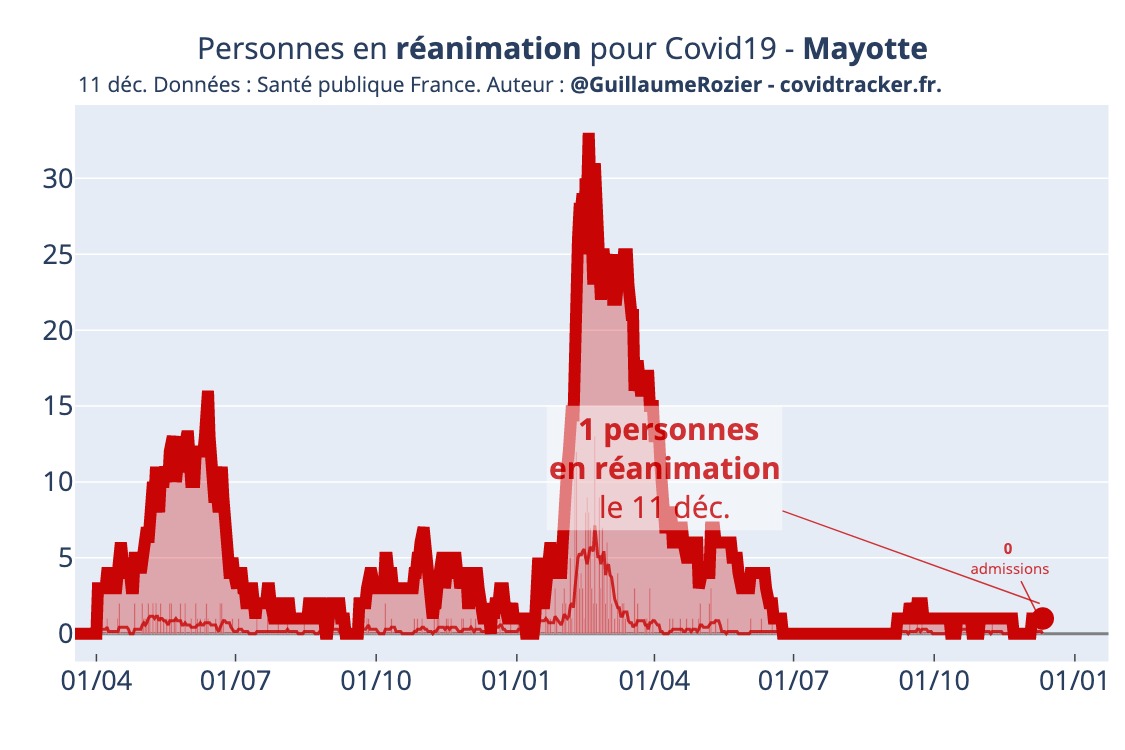 Personnes en réanimation pour Covid19 - Mayotte
11 déc. Données : Santé publique France. Auteur : @GuillaumeRozier - covidtracker.fr.
30
25
20
15
10
5
0
1 personnes
en réanimation
le 11 déc.
0
admissions
01/04
01/07
01/10
01/01
01/04
01/07
01/10
01/01